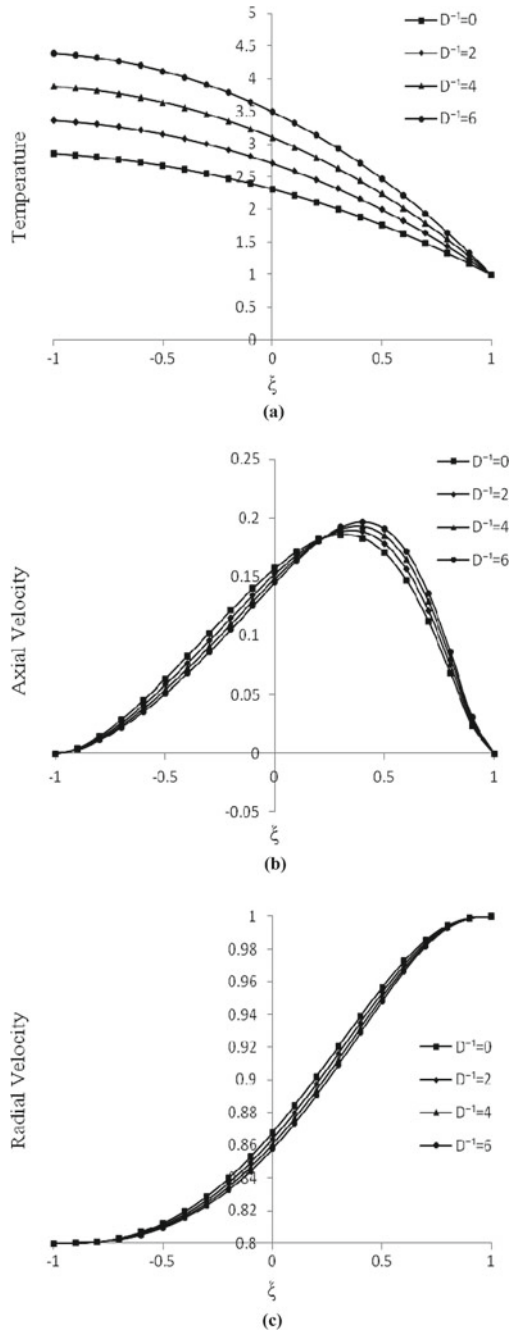 5
4.5
4
3.5
3
2.5
2
1.5
1
0.5
0
-1
-0.5
0
0.5
1
D⁻¹=0
D⁻¹=2
D⁻¹=4
D⁻¹=6
Temperature
ξ
(a)
0.25
0.2
0.15
0.1
0.05
0
-0.05
-1
-0.5
0
0.5
1
D⁻¹=0
D⁻¹=2
D⁻¹=4
D⁻¹=6
Axial Velocity
ξ
(b)
1
0.98
0.96
0.94
0.92
0.9
0.88
0.86
0.84
0.82
0.8
-1
-0.5
0
0.5
1
D⁻¹=0
D⁻¹=2
D⁻¹=4
D⁻¹=6
Radial Velocity
ξ
(c)